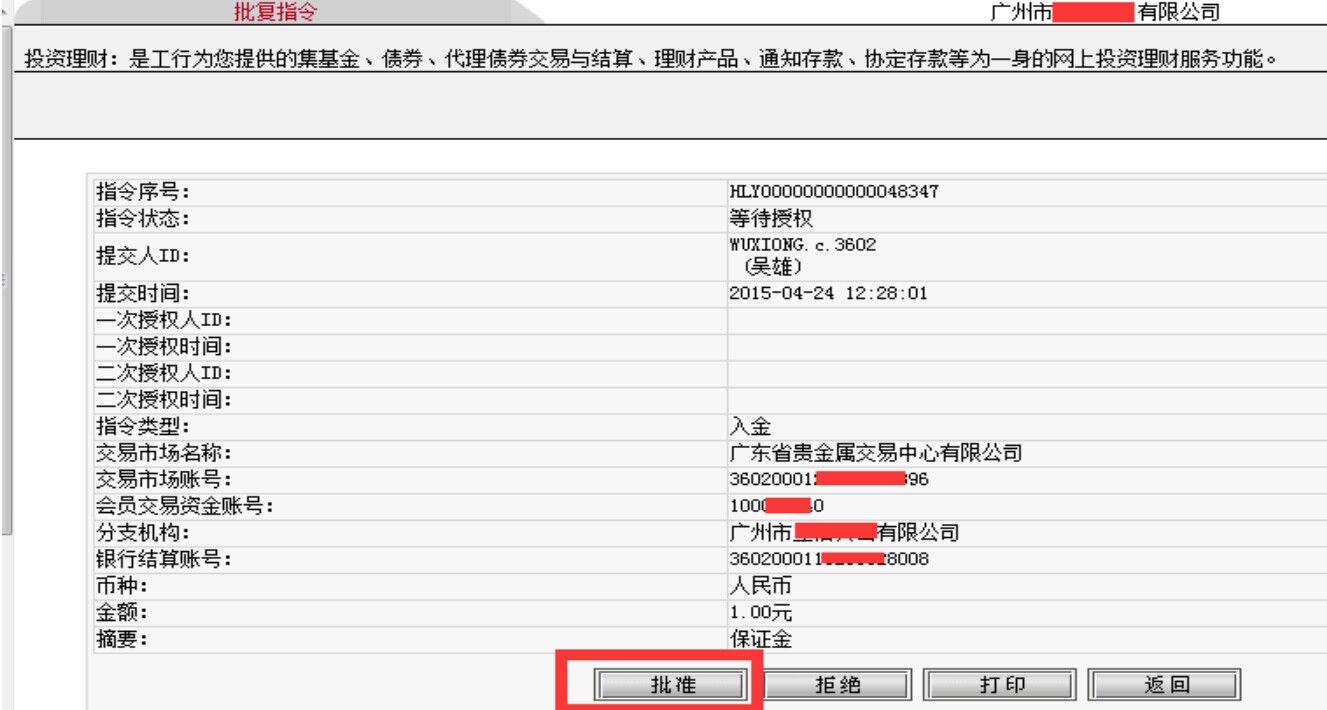 批复指令
广州市 有限公司
投资理财：是工行为您提供的集基金、债券、代理债券交易与结算、理财产品、通知存款、协定存款等为一身的网上投资理财服务功能。
指令序号： HLY00000000000048347
指令状态： 等待授权
提交人ID： WUXIONG.c.3602
（吴雄）
提交时间： 2015-04-24 12:28:01
一次授权人ID：
一次授权时间：
二次授权人ID：
二次授权时间：
指令类型： 入金
交易市场名称： 广东省贵金属交易中心有限公司
交易市场账号： 36020001 96
会员交易资金账号： 100 0
分支机构： 广州市 有限公司
银行结算账号： 360200011 8008
币种： 人民币
金额： 1.00元
摘要： 保证金
批准 拒绝 打印 返回